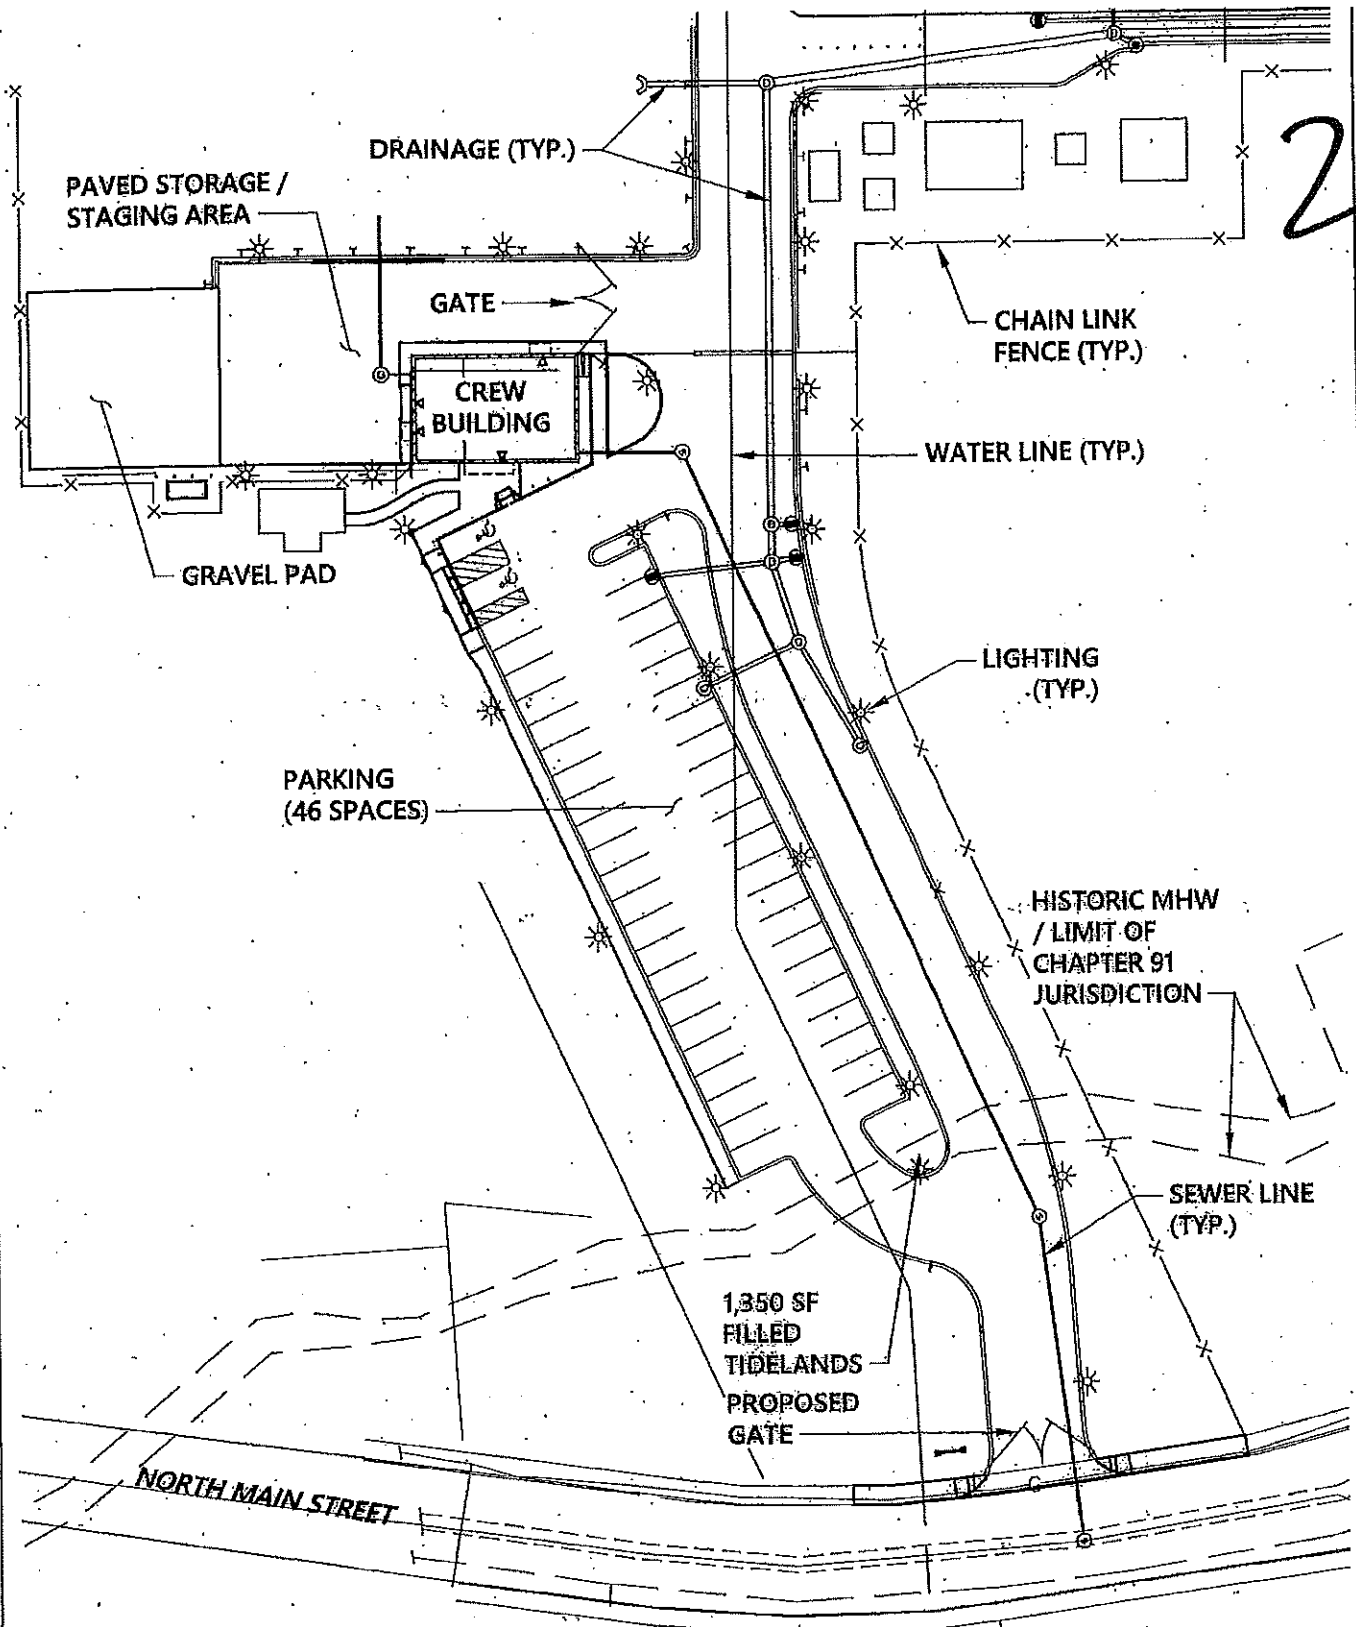 DRAINAGE (TYP.)
2
PAVED STORAGE /
STAGING AREA
GATE
CHAIN LINK
FENCE (TYP.)
CREW
BUILDING
WATER LINE (TYP.)
GRAVEL PAD
LIGHTING
(TYP.)
PARKING
(46 SPACES)
HISTORIC MHW
/ LIMIT OF
CHAPTER 91
JURISDICTION
SEWER LINE
(TYP.)
1,350 SF
FILLED
TIDELANDS
PROPOSED
GATE
NORTH MAIN STREET